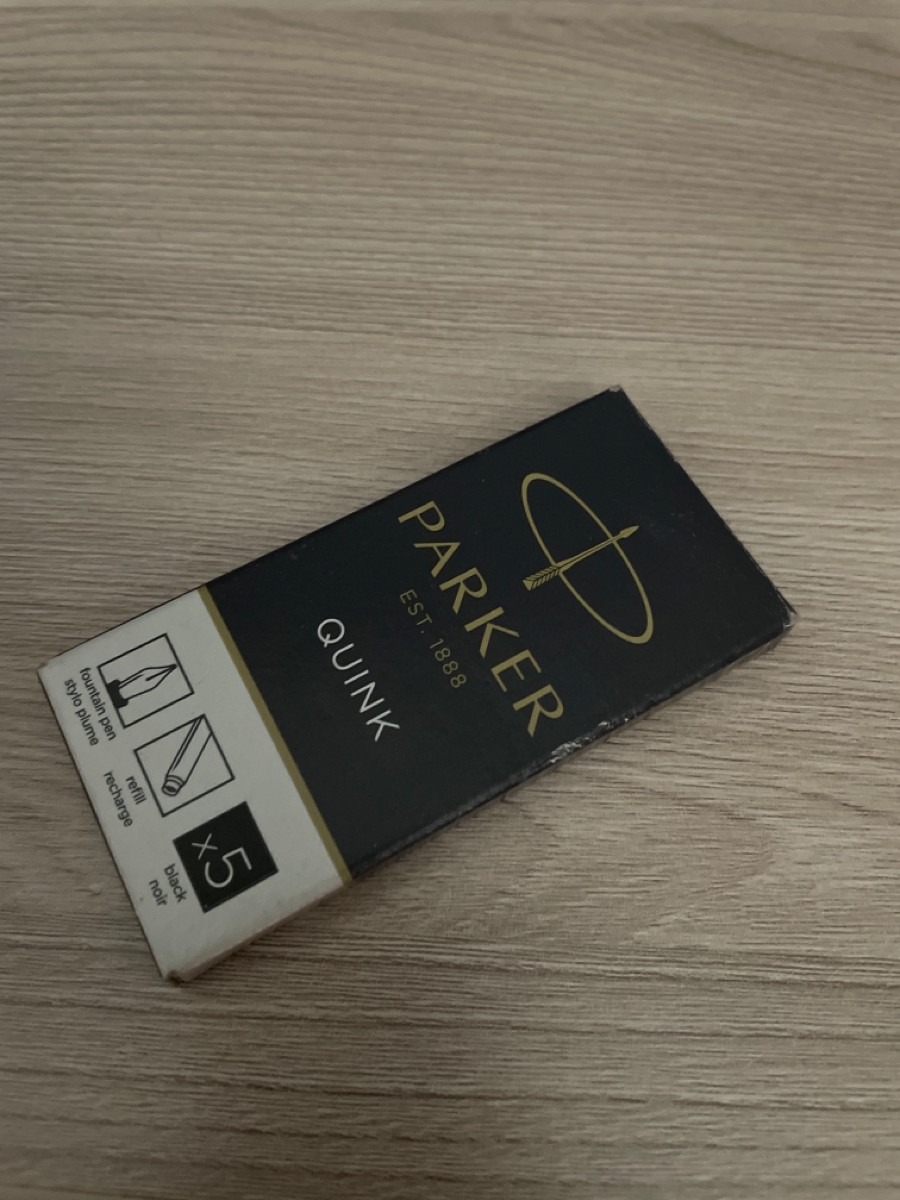 PARKER
EST. 1888
QUINK
fountain pen
stylo plume
refill
recharge
x5
black
noir